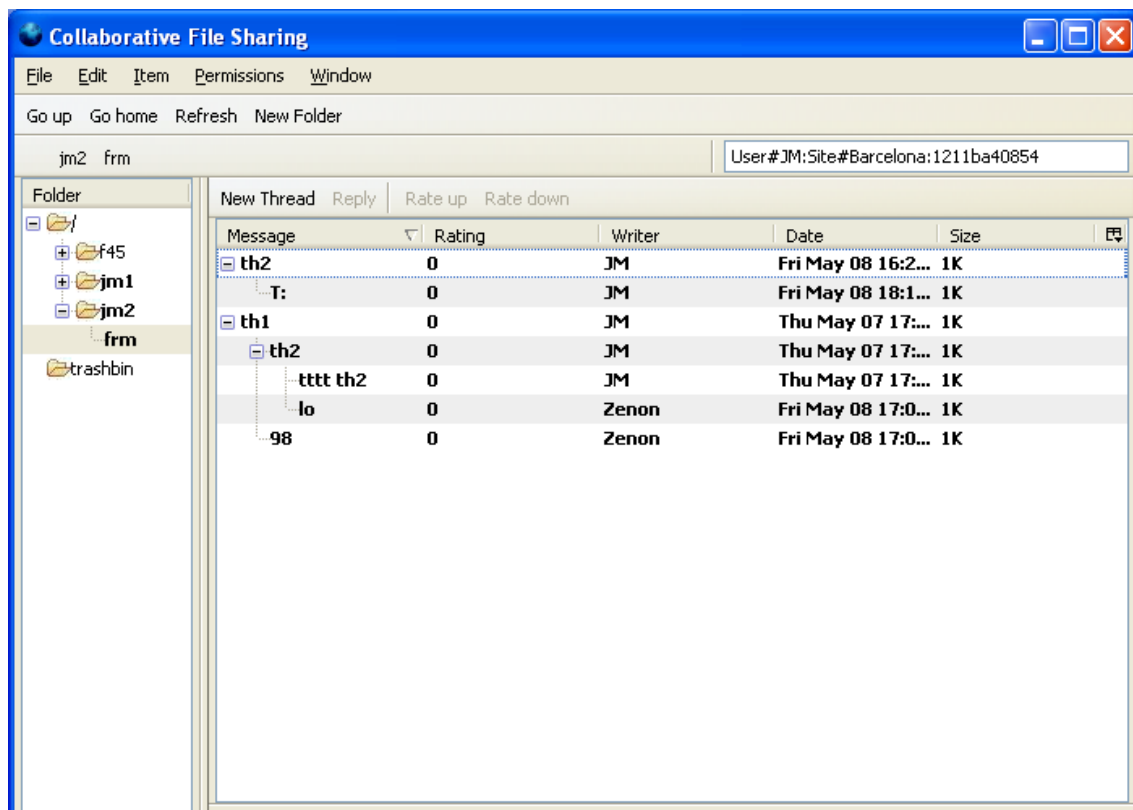 Collaborative File Sharing
File Edit Item Permissions Window
Go up Go home Refresh New Folder
jm2 frm User#JM:Site#Barcelona:1211ba40854
Folder
/
f45
jm1
jm2
frm
trashbin
New Thread Reply Rate up Rate down
Message Rating Writer Date Size
th2 0 JM Fri May 08 16:2... 1K
T: 0 JM Fri May 08 18:1... 1K
th1 0 JM Thu May 07 17:... 1K
th2 0 JM Thu May 07 17:... 1K
tttt th2 0 JM Thu May 07 17:... 1K
lo 0 Zenon Fri May 08 17:0... 1K
98 0 Zenon Fri May 08 17:0... 1K